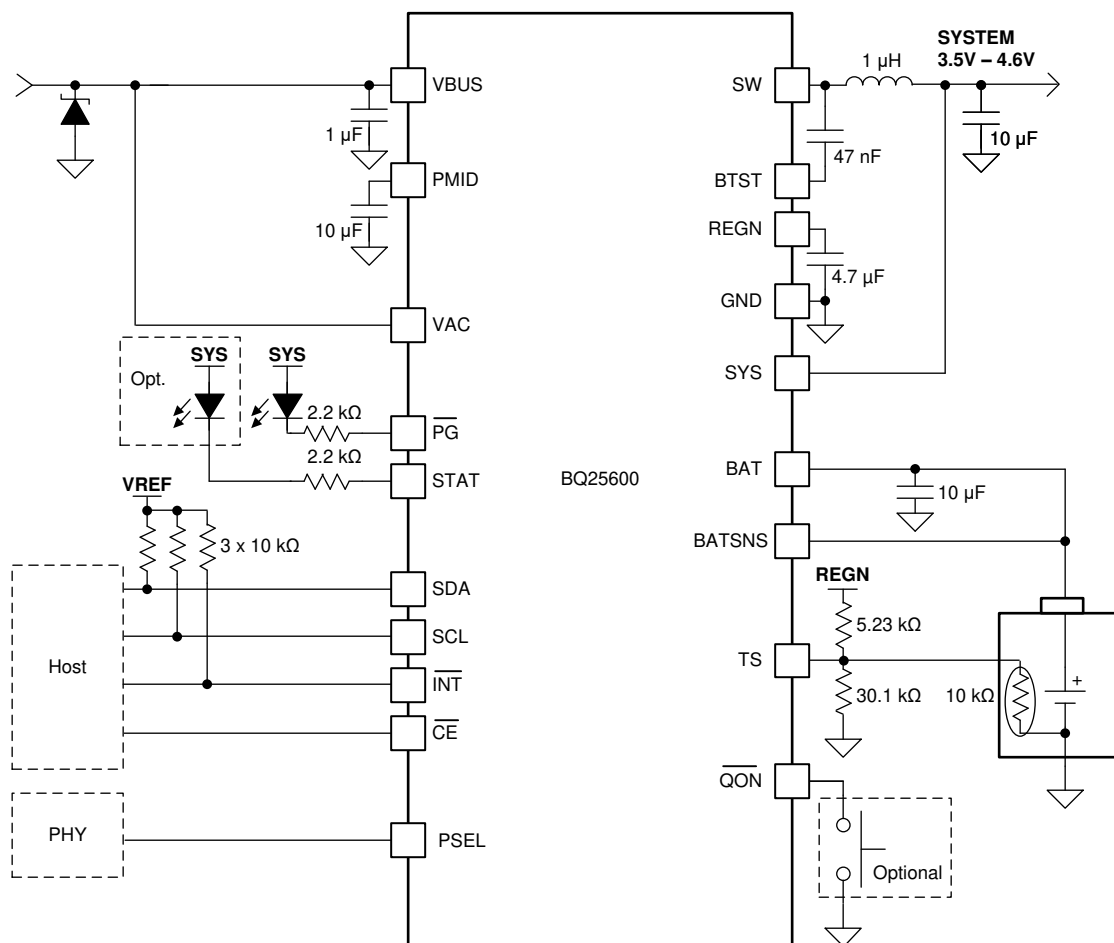 SYSTEM
3.5V – 4.6V
1 µH
VBUS
SW
1 µF
10 µF
47 nF
PMID
BTST
10 µF
REGN
4.7 µF
GND
VAC
SYS
SYS
Opt.
SYS
2.2 kΩ
PG
2.2 kΩ
STAT
BQ25600
BAT
10 µF
VREF
3 x 10 kΩ
BATSNS
REGN
SDA
5.23 kΩ
SCL
Host
TS
INT
30.1 kΩ
10 kΩ
+
CE
QON
PHY
PSEL
Optional